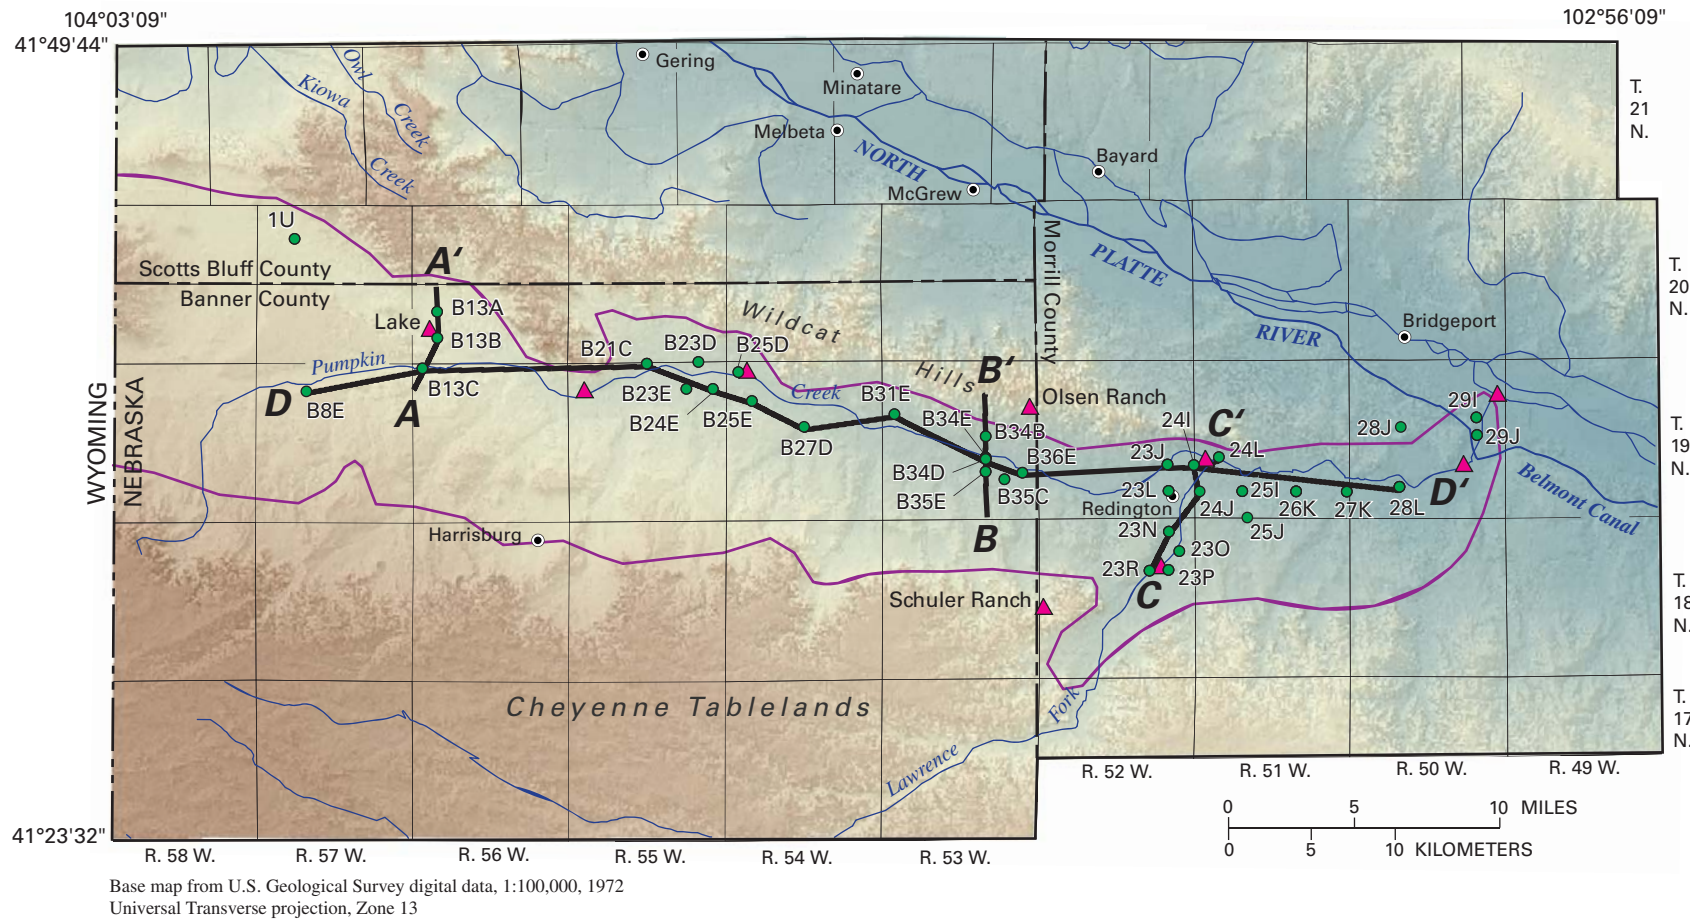 104°03'09"
102°56'09"
41°49'44"
Gering
Minatare
Melbeta
McGrew
Bayard
Owl
Creek
Kiowa
Creek
NORTH
PLATTE
RIVER
T.
21
N.
1U
Scotts Bluff County
Banner County
A'
B13A
Lake
B13B
Pumpkin
B13C
D
B8E
A
B21C
B23D
B25D
Wildcat
Hills
B23E
B24E
B25E
B27D
Creek
B31E
B'
Morrill County
Olsen Ranch
B34E
B34B
B36E
B34D
B35E
B35C
B
T.
20
N.
Bridgeport
24I
C'
23J
24L
28J
29I
29J
23L
Redington
24J
25I
26K
27K
28L
D'
25J
23N
23O
23R
23P
C
Belmont Canal
T.
19
N.
WYOMING
NEBRASKA
Harrisburg
Schuler Ranch
T.
18
N.
Cheyenne Tablelands
Lawrence
Fork
T.
17
N.
41°23'32"
R. 58 W.
R. 57 W.
R. 56 W.
R. 55 W.
R. 54 W.
R. 53 W.
R. 52 W.
R. 51 W.
R. 50 W.
R. 49 W.
0 5 10 MILES
0 5 10 KILOMETERS
Base map from U.S. Geological Survey digital data, 1:100,000, 1972
Universal Transverse projection, Zone 13